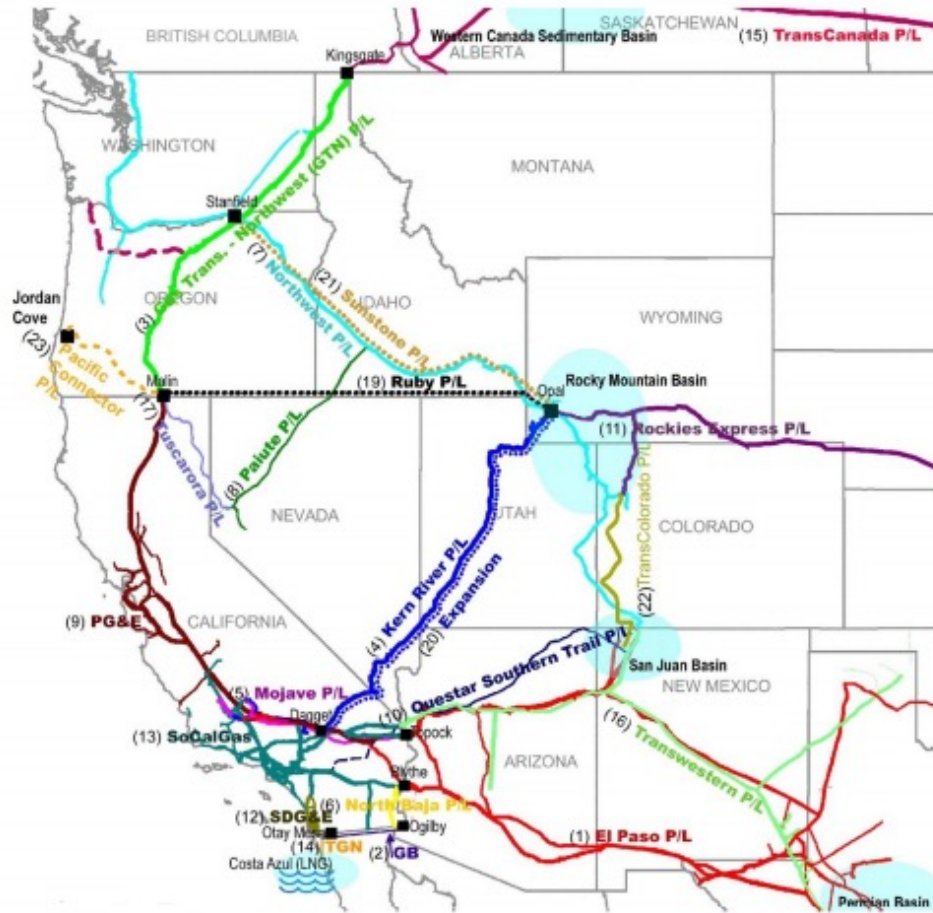 SASKATCHEWAN
BRITISH COLUMBIA
Western Canada Sedimentary Basin
(15) TransCanada P/L
ALBERTA
Kingsgate
WASHINGTON
MONTANA
Stanfield
(3) Gas Trans. - Northwest (GTN) P/L
(7) Northwest P/L
(21) Sunstone P/L
OREGON
IDAHO
Jordan
Cove
(23)
Pacific
Connector
P/L
WYOMING
Malin
(19) Ruby P/L
Opal
Rocky Mountain Basin
(17) Tuscarora P/L
(8) Paiute P/L
(11) Rockies Express P/L
NEVADA
UTAH
COLORADO
(22)TransColorado P/L
(9) PG&E
CALIFORNIA
(4) Kern River P/L
(20) Expansion
(5) Mojave P/L
Dagget
(10) Questar Southern Trail P/L
San Juan Basin
NEW MEXICO
(13) SoCalGas
Topock
(16) Transwestern P/L
ARIZONA
Blythe
(6) North Baja P/L
(12) SDG&E
Otay Mesa
Ogilby
(14) TGN
(2) GB
(1) El Paso P/L
Costa Azul (LNG)
Permian Basin